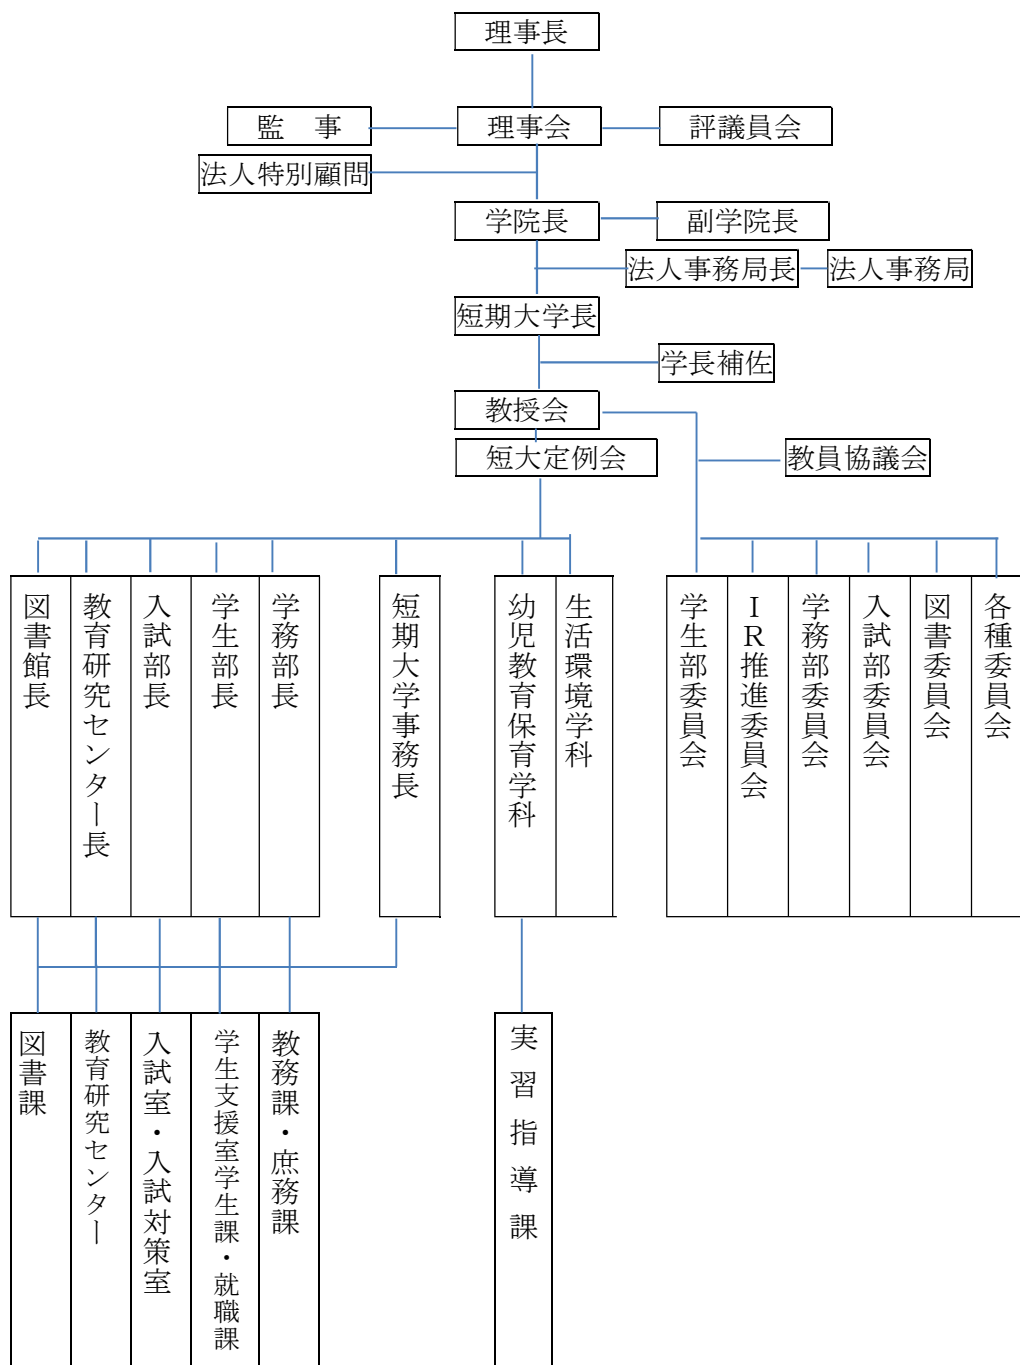 理事長
監　事
理事会
評議員会
法人特別顧問
学院長
副学院長
法人事務局長
法人事務局
短期大学長
学長補佐
教授会
短大定例会
教員協議会
図書館長
教育研究センター長
入試部長
学生部長
学務部長
短期大学事務長
幼児教育保育学科
生活環境学科
学生部委員会
ＩＲ推進委員会
学務部委員会
入試部委員会
図書委員会
各種委員会
図書課
教育研究センター
入試室・入試対策室
学生支援室学生課・就職課
教務課・庶務課
実習指導課